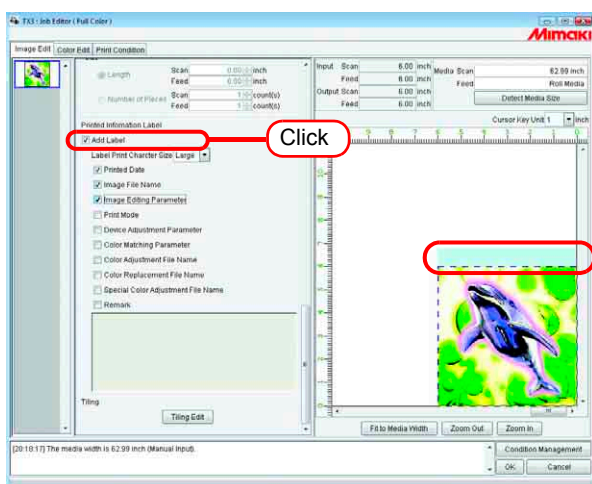 TX3 : Job Editor ( Full Color )
Mimaki
Image Edit Color Edit Print Condition
Length Scan 0.00 inch
Feed 0.00 inch
Number of Pieces Scan 1 count(s)
Feed 1 count(s)
Printed Infomation Label
Add Label
Click
Label Print Charcter Size Large
Printed Date
Image File Name
Image Editing Parameter
Print Mode
Device Adjustment Parameter
Color Matching Parameter
Color Adjustment File Name
Color Replacement File Name
Special Color Adjustment File Name
Remark
Tiling
Tiling Edit
Input Scan 6.00 inch Media Scan 62.99 inch
Feed 6.00 inch Feed Roll Media
Output Scan 6.00 inch
Feed 6.00 inch Detect Media Size
Cursor Key Unit 1 inch
Fit to Media Width Zoom Out Zoom In
[20:18:17] The media width is 62.99 inch (Manual Input).
Condition Management
OK Cancel